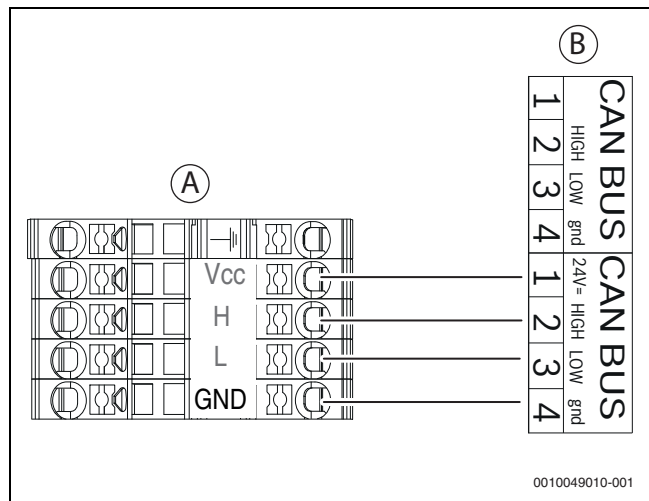 B
CAN BUS
1
2 HIGH
3 LOW
4 gnd
CAN BUS
1 24V=
2 HIGH
3 LOW
4 gnd
A
Vcc
H
L
GND
0010049010-001